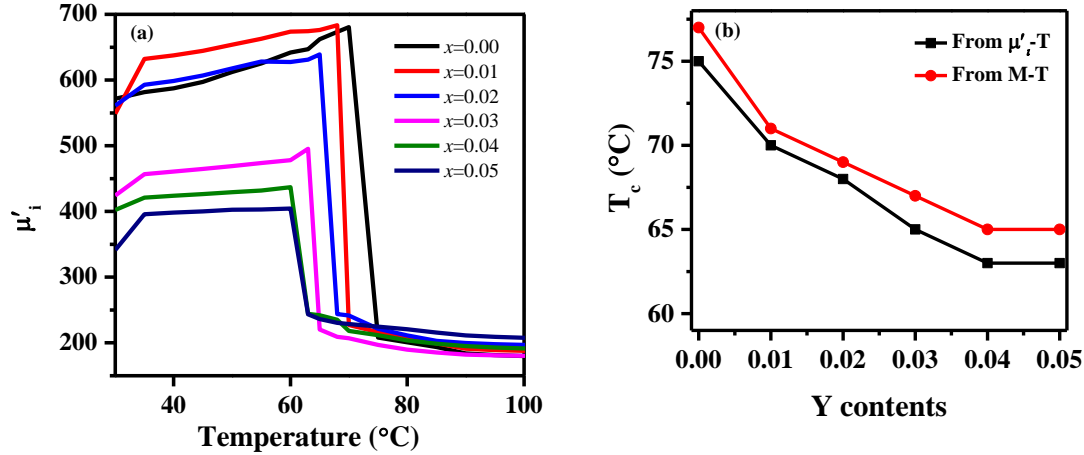 (a)
700
600
500
400
300
200
μ′i
40
60
80
100
Temperature (°C)
x=0.00
x=0.01
x=0.02
x=0.03
x=0.04
x=0.05
(b)
From μ′i-T
From M-T
75
70
65
60
Tc (°C)
0.00
0.01
0.02
0.03
0.04
0.05
Y contents